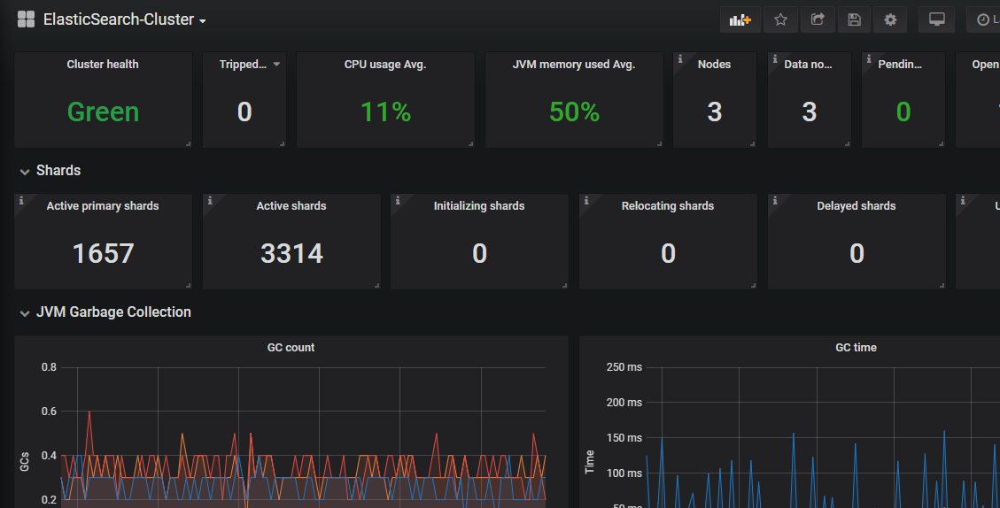 ElasticSearch-Cluster
L
Cluster health
Tripped...
CPU usage Avg.
JVM memory used Avg.
Nodes
Data no...
Pendin...
Open
Green
0
11%
50%
3
3
0
Shards
Active primary shards
Active shards
Initializing shards
Relocating shards
Delayed shards
U
1657
3314
0
0
0
JVM Garbage Collection
GC count
GC time
0.8
0.6
0.4
0.2
GCs
250 ms
200 ms
150 ms
100 ms
50 ms
Time